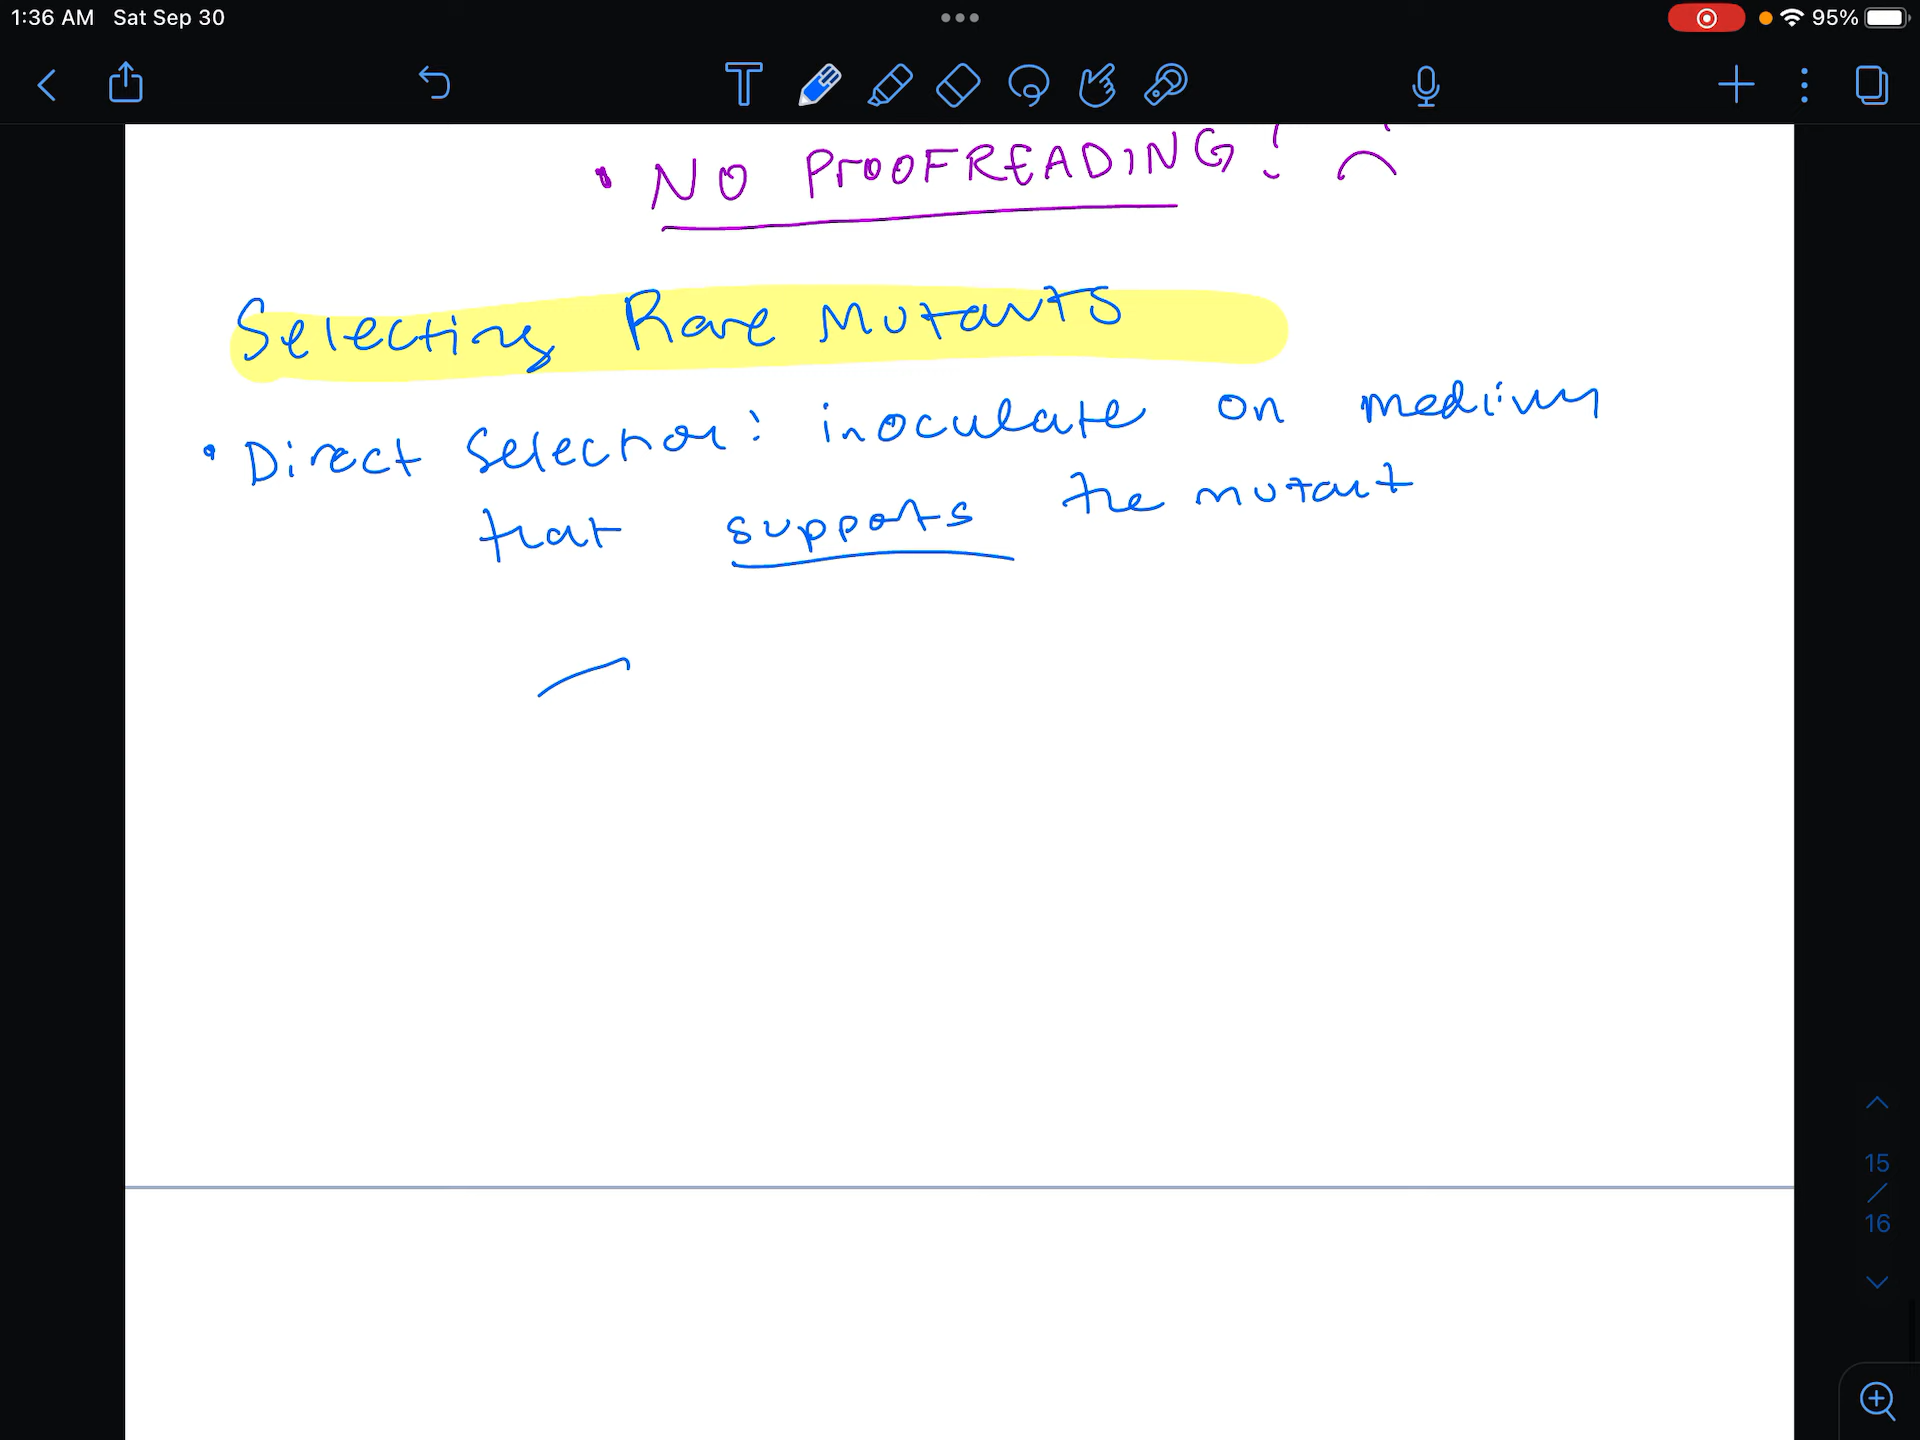 1:36 AM Sat Sep 30
95%
• NO PROOFREADING!
Selecting Rare Mutants
• Direct Selection: inoculate on medium
that supports the mutant
15
/
16